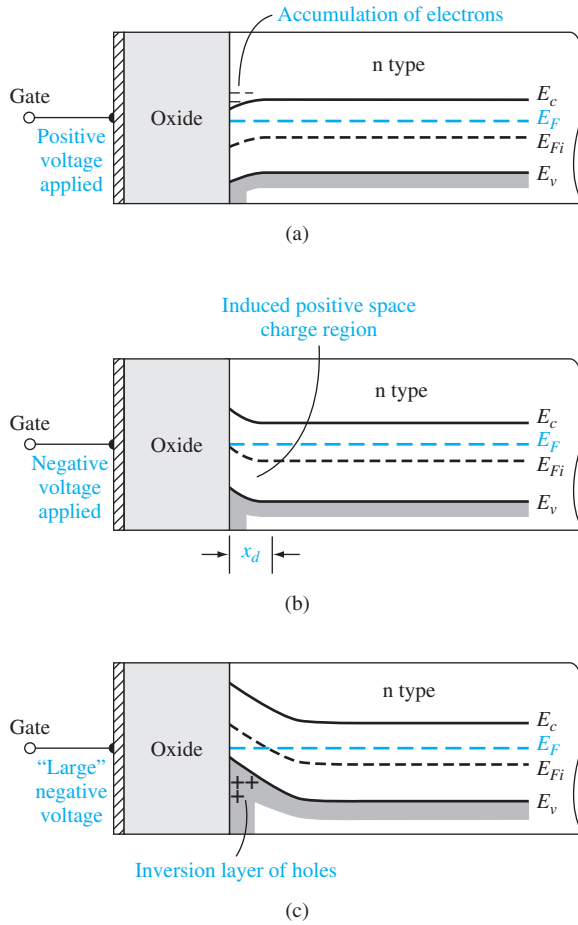 Accumulation of electrons
n type
Gate
Oxide
Positive
voltage
applied
E_c
E_F
E_Fi
E_v
(a)
Induced positive space
charge region
n type
Gate
Oxide
Negative
voltage
applied
E_c
E_F
E_Fi
E_v
x_d
(b)
n type
Gate
Oxide
“Large”
negative
voltage
E_c
E_F
E_Fi
E_v
++
+
Inversion layer of holes
(c)